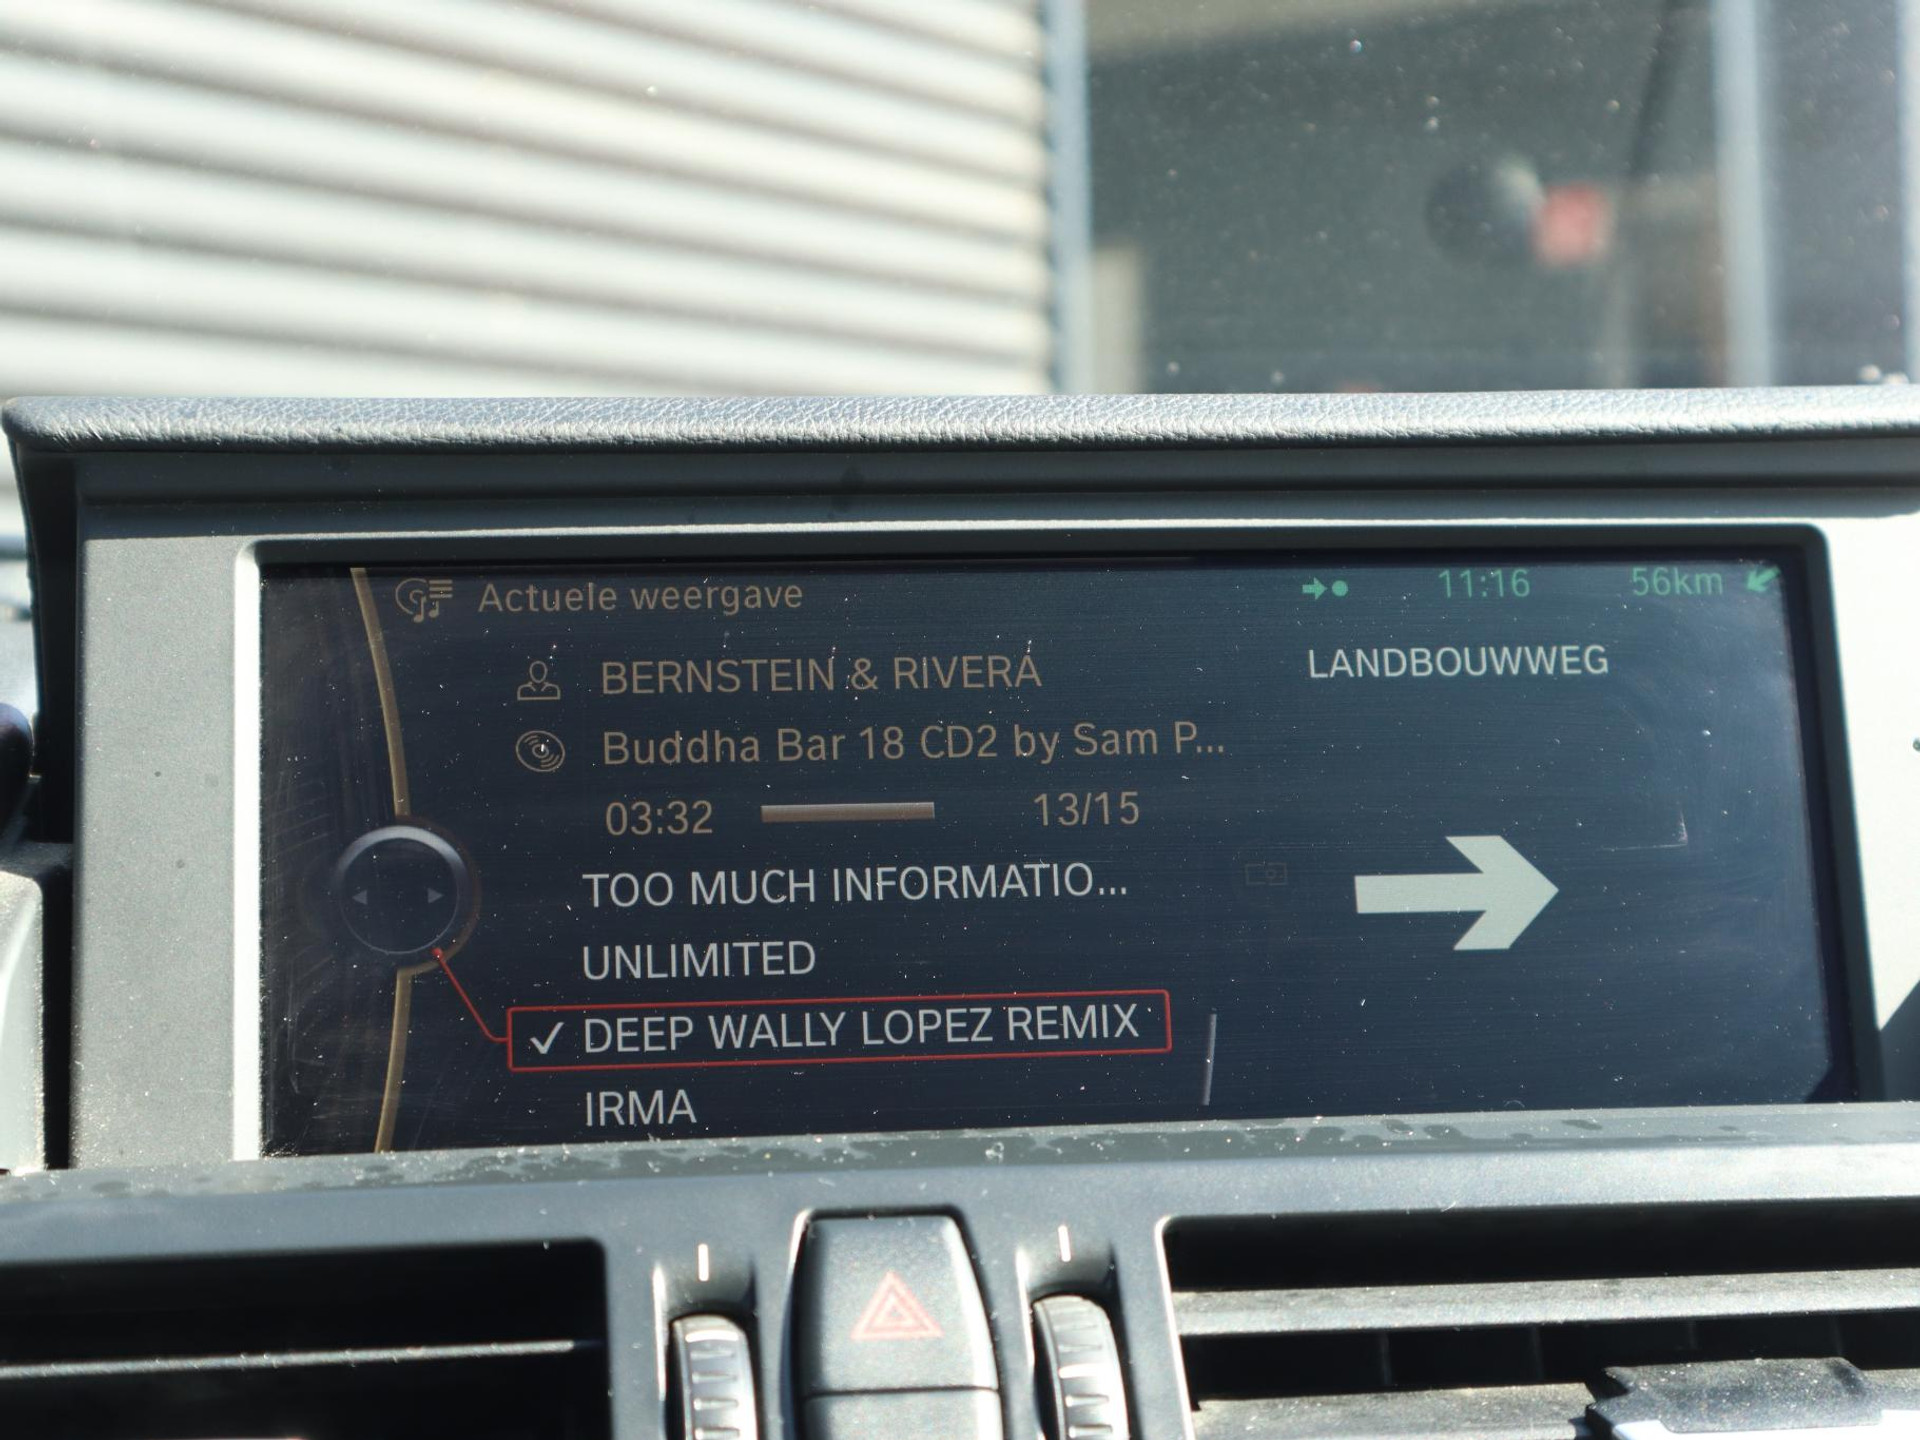 Actuele weergave
11:16 56km
BERNSTEIN & RIVERA
LANDBOUWWEG
Buddha Bar 18 CD2 by Sam P...
03:32 13/15
TOO MUCH INFORMATIO...
UNLIMITED
✓ DEEP WALLY LOPEZ REMIX
IRMA